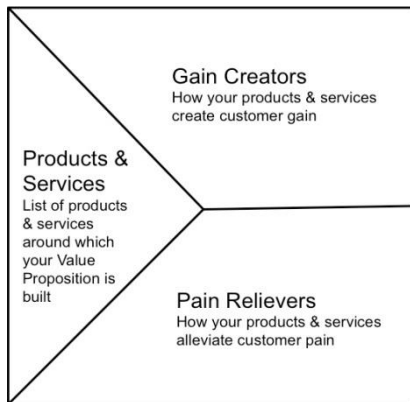 Gain Creators
How your products & services
create customer gain
Products &
Services
List of products
& services
around which
your Value
Proposition is
built
Pain Relievers
How your products & services
alleviate customer pain